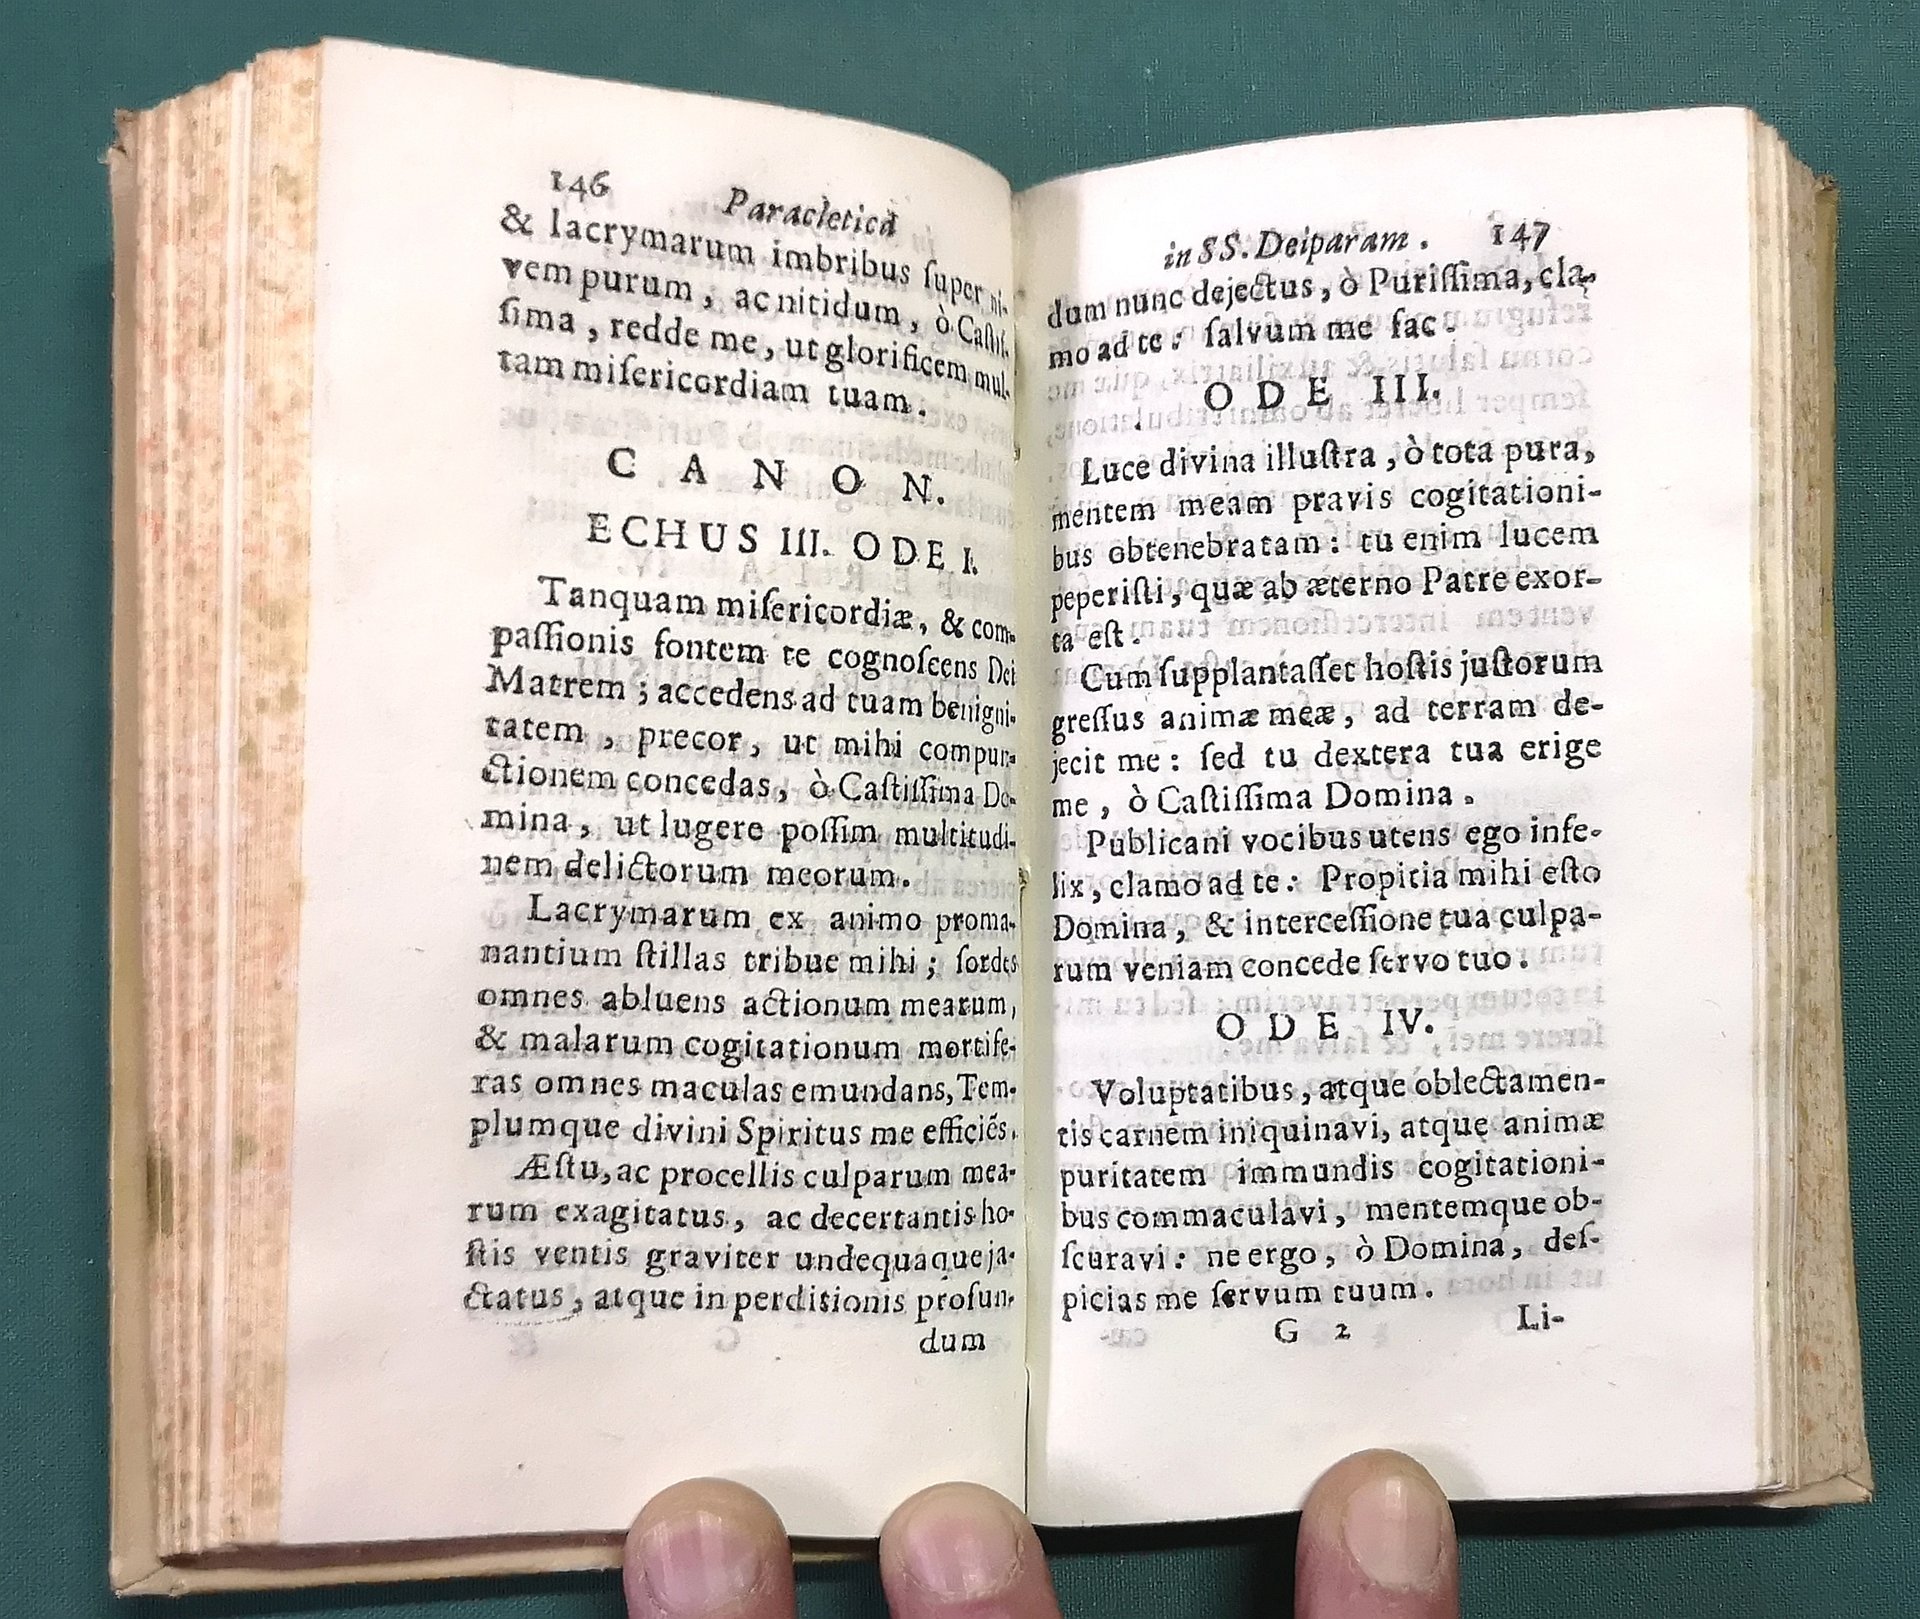 146 Paracletica
& lacrymarum imbribus ſuper ni-
vem purum, ac nitidum, ò Caſtiſ-
ſima, redde me, ut glorificem mul-
tam miſericordiam tuam.
C A N O N.
ECHUS III. ODE I.
Tanquam miſericordiæ, & com-
paſſionis fontem te cognoſcens Dei
Matrem; accedens ad tuam benigni-
tatem, precor, ut mihi compun-
ctionem concedas, ò Caſtiſſima Do-
mina, ut lugere poſſim multitudi-
nem delictorum meorum.
Lacrymarum ex animo proma-
nantium ſtillas tribue mihi; ſordes
omnes abluens actionum mearum,
& malarum cogitationum mortife-
ras omnes maculas emundans, Tem-
plumque divini Spiritus me efficiẽs.
Æſtu, ac procellis culparum mea-
rum exagitatus, ac decertantis ho-
ſtis ventis graviter undequaque ja-
ctatus, atque in perditionis profun-
dum
in SS. Deiparam. 147
dum nunc dejectus, ò Puriſſima, cla-
mo ad te: ſalvum me fac.
ODE III.
Luce divina illuſtra, ò tota pura,
mentem meam pravis cogitationi-
bus obtenebratam: tu enim lucem
peperiſti, quæ ab æterno Patre exor-
ta eſt.
Cum ſupplantaſſet hoſtis juſtorum
greſſus animæ meæ, ad terram de-
jecit me: ſed tu dextera tua erige
me, ò Caſtiſſima Domina.
Publicani vocibus utens ego infe-
lix, clamo ad te: Propitia mihi eſto
Domina, & interceſſione tua culpa-
rum veniam concede ſervo tuo.
ODE IV.
Voluptatibus, atque oblectamen-
tis carnem iniquinavi, atque animæ
puritatem immundis cogitationi-
bus commaculavi, mentemque ob-
ſcuravi: ne ergo, ò Domina, deſ-
picias me ſervum tuum.
G 2 Li-